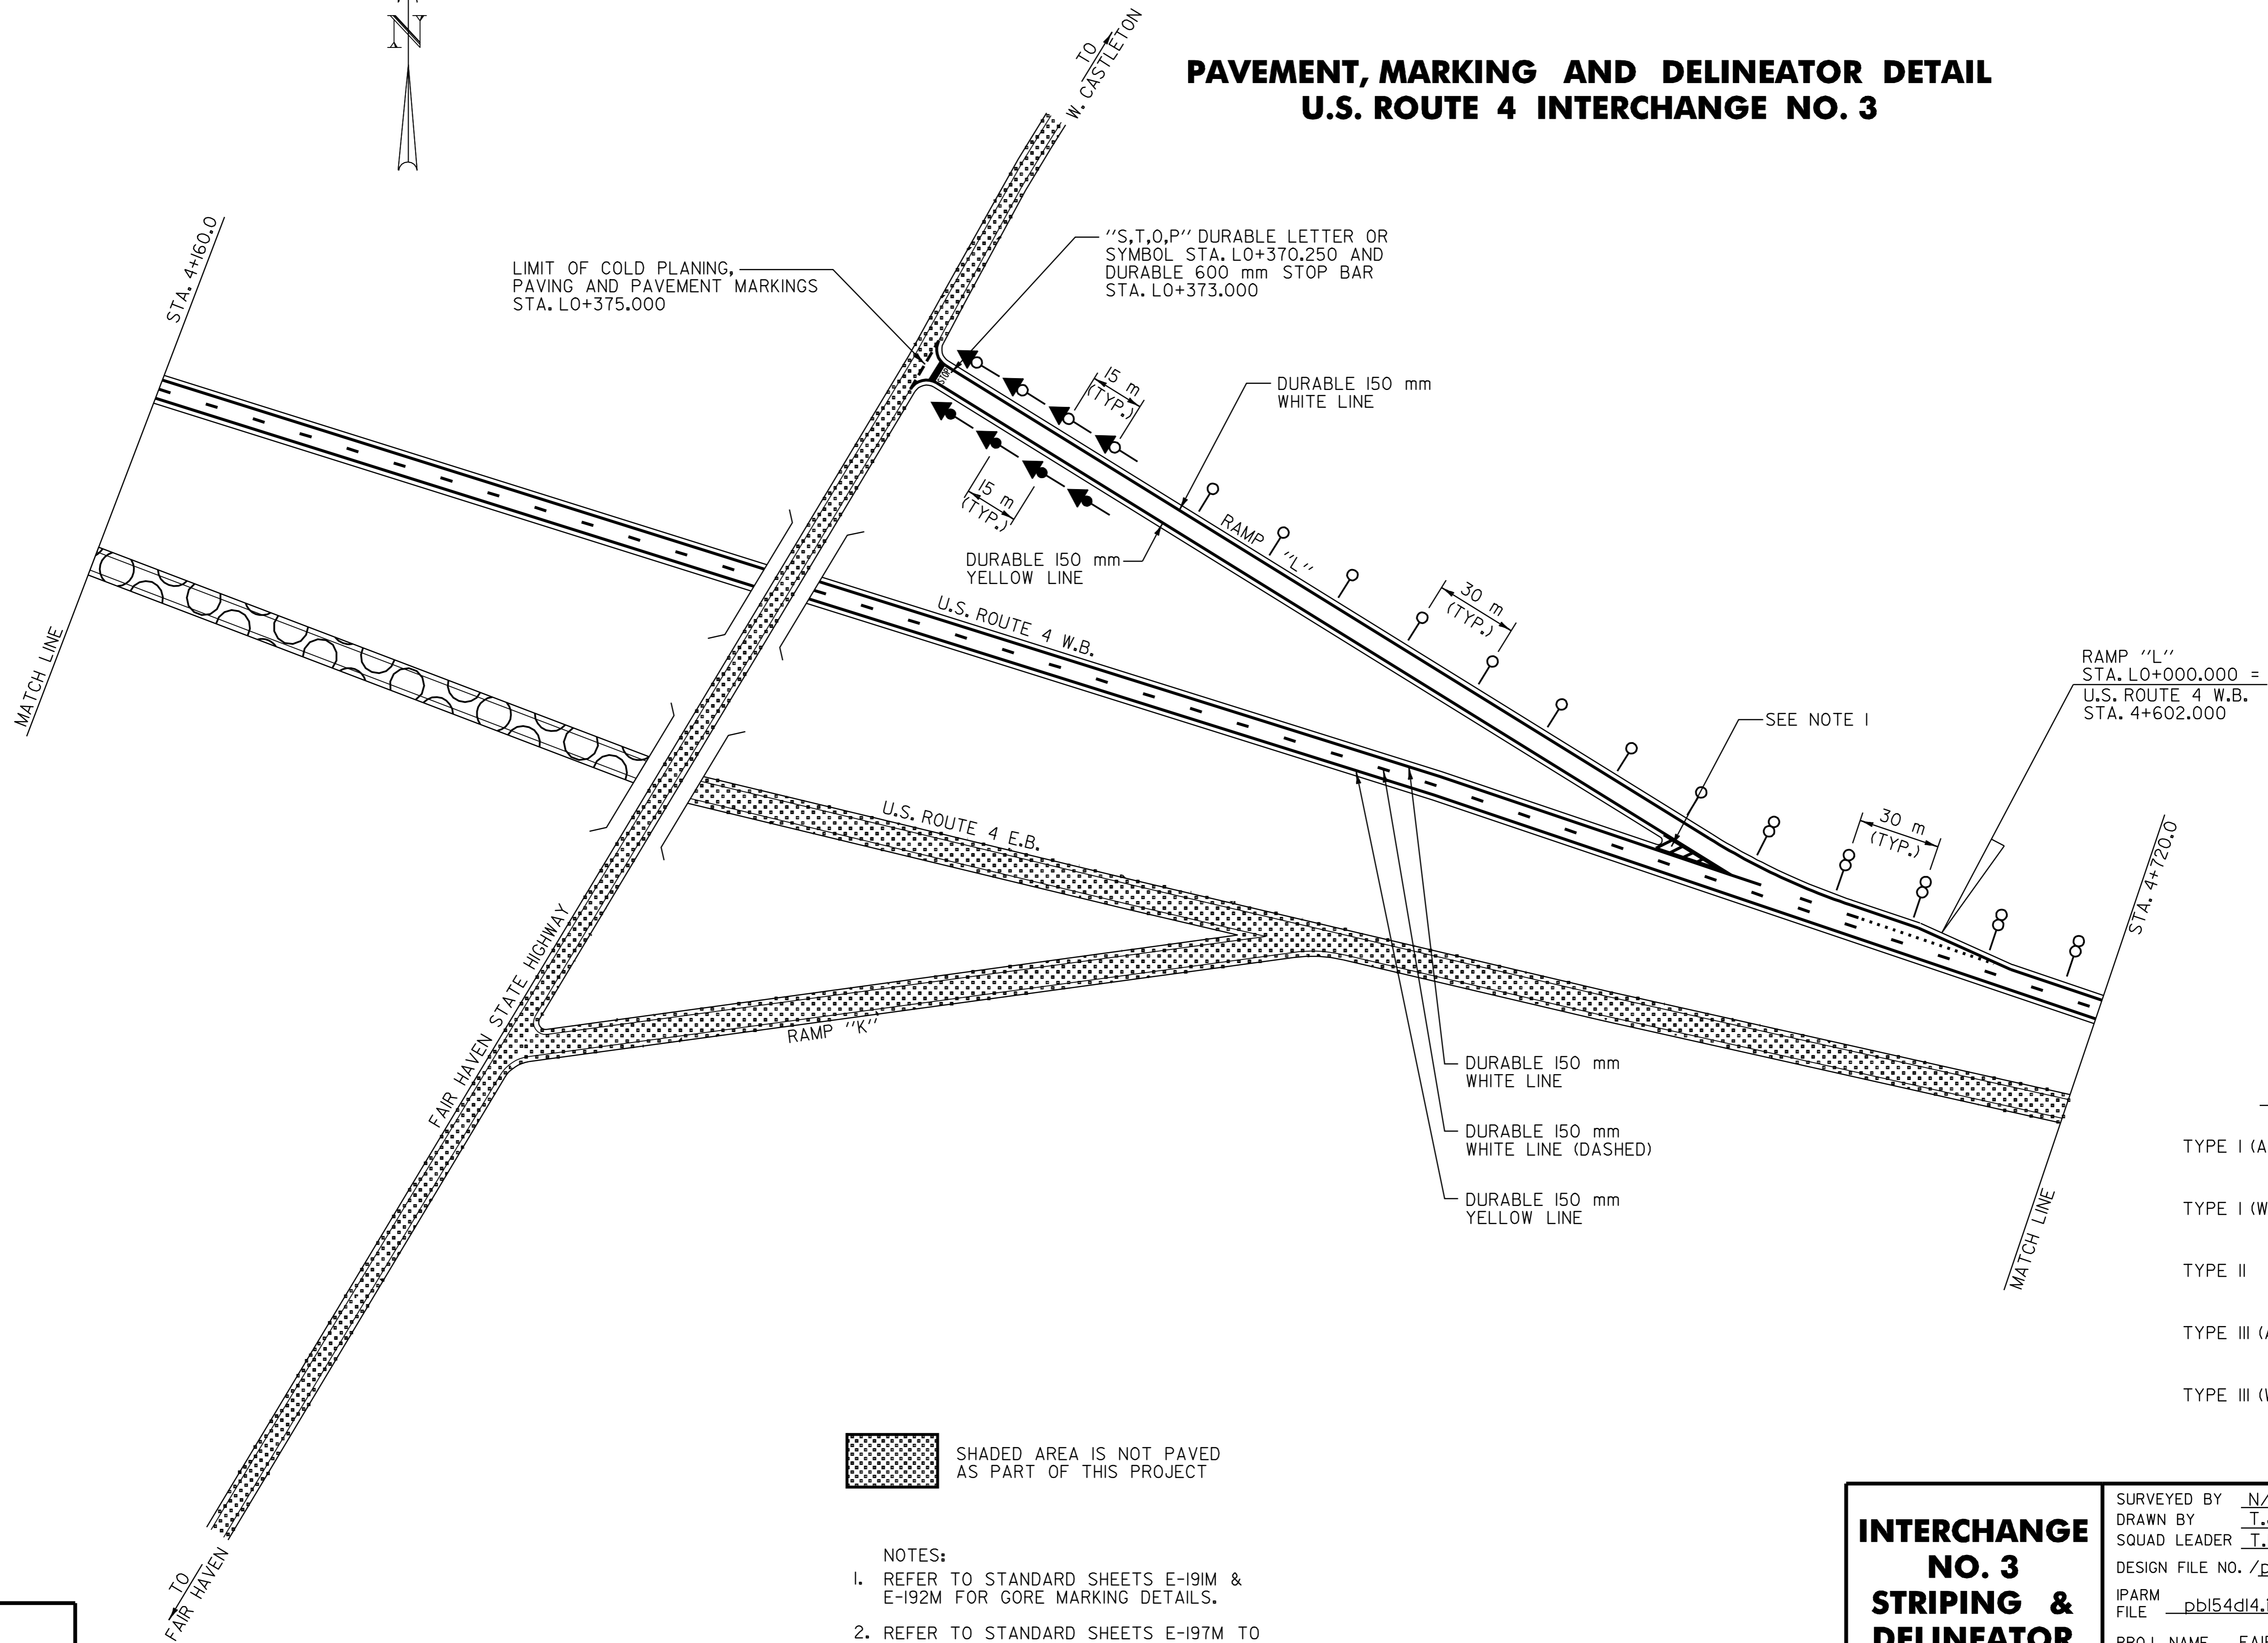 N
TO
W. CASTLETON
PAVEMENT, MARKING AND DELINEATOR DETAIL
U.S. ROUTE 4 INTERCHANGE NO. 3
STA. 4+160.0
MATCH LINE
LIMIT OF COLD PLANING,
PAVING AND PAVEMENT MARKINGS
STA. L0+375.000
"S,T,O,P" DURABLE LETTER OR
SYMBOL STA. L0+370.250 AND
DURABLE 600 mm STOP BAR
STA. L0+373.000
STOP
15 m
(TYP.)
DURABLE 150 mm
WHITE LINE
15 m
(TYP.)
DURABLE 150 mm
YELLOW LINE
RAMP "L"
30 m
(TYP.)
U.S. ROUTE 4 W.B.
RAMP "L"
STA. L0+000.000 =
U.S. ROUTE 4 W.B.
STA. 4+602.000
SEE NOTE 1
30 m
(TYP.)
STA. 4+720.0
MATCH LINE
U.S. ROUTE 4 E.B.
FAIR HAVEN STATE HIGHWAY
RAMP "K"
DURABLE 150 mm
WHITE LINE
DURABLE 150 mm
WHITE LINE (DASHED)
DURABLE 150 mm
YELLOW LINE
TYPE I (A
TYPE I (W
TYPE II
TYPE III (A
TYPE III (W
TO
FAIR HAVEN
SHADED AREA IS NOT PAVED
AS PART OF THIS PROJECT
NOTES:
1. REFER TO STANDARD SHEETS E-191M &
E-192M FOR GORE MARKING DETAILS.
2. REFER TO STANDARD SHEETS E-197M TO
INTERCHANGE
NO. 3
STRIPING &
DELINEATOR
SURVEYED BY N/
DRAWN BY T.
SQUAD LEADER T.
DESIGN FILE NO. /p
IPARM
FILE pb154d14.i
PROJ. NAME FAI